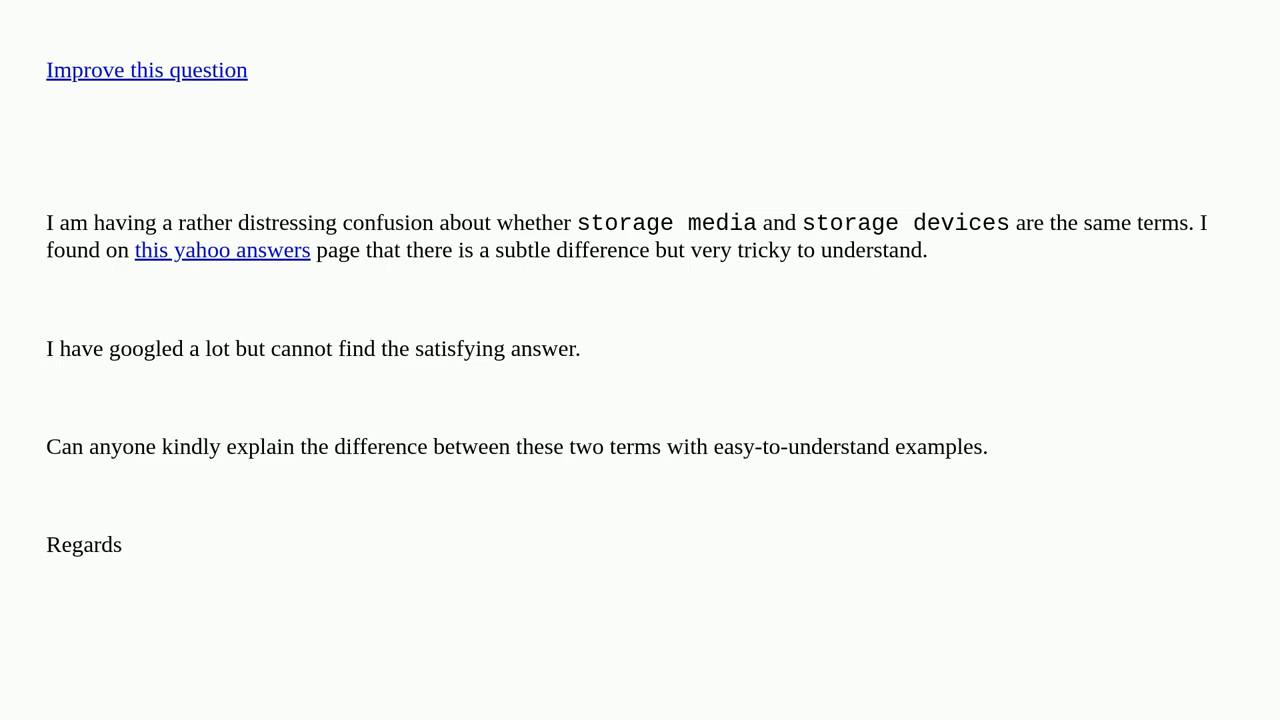 Improve this question
I am having a rather distressing confusion about whether storage media and storage devices are the same terms. I
found on this yahoo answers page that there is a subtle difference but very tricky to understand.
I have googled a lot but cannot find the satisfying answer.
Can anyone kindly explain the difference between these two terms with easy-to-understand examples.
Regards